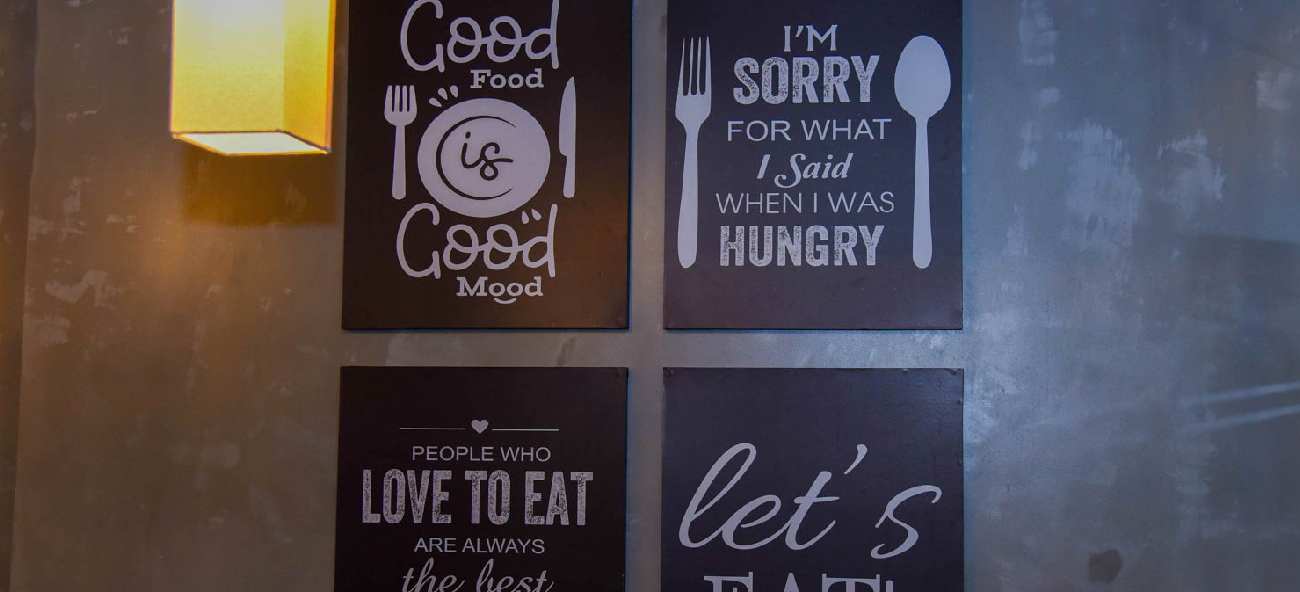 Good
Food
is
Good
Mood
I'M
SORRY
FOR WHAT
I Said
WHEN I WAS
HUNGRY
PEOPLE WHO
LOVE TO EAT
ARE ALWAYS
the best
let's
EAT!